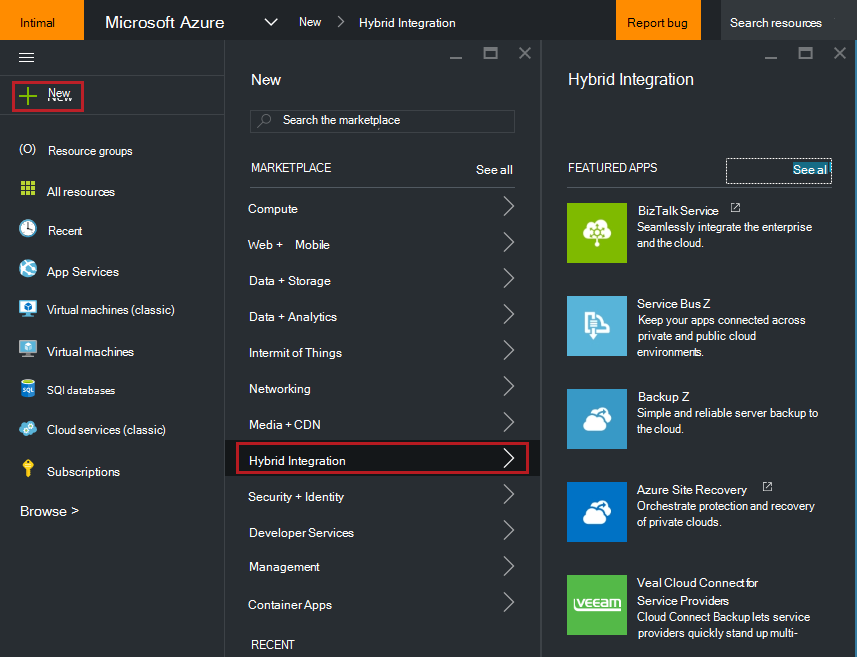 Intimal
Microsoft Azure
New
Hybrid Integration
Report bug
Search resources
New
Resource groups
All resources
Recent
App Services
Virtual machines (classic)
Virtual machines
SQL
SQl databases
Cloud services (classic)
Subscriptions
Browse >
New
Search the marketplace
MARKETPLACE
See all
Compute
Web + Mobile
Data + Storage
Data + Analytics
Intermit of Things
Networking
Media + CDN
Hybrid Integration
Security + Identity
Developer Services
Management
Container Apps
RECENT
Hybrid Integration
FEATURED APPS
See al
BizTalk Service
Seamlessly integrate the enterprise
and the cloud.
Service Bus Z
Keep your apps connected across
private and public cloud
environments.
Backup Z
Simple and reliable server backup to
the cloud.
Azure Site Recovery
Orchestrate protection and recovery
of private clouds.
veeam
Veal Cloud Connect for
Service Providers
Cloud Connect Backup lets service
providers quickly stand up multi-